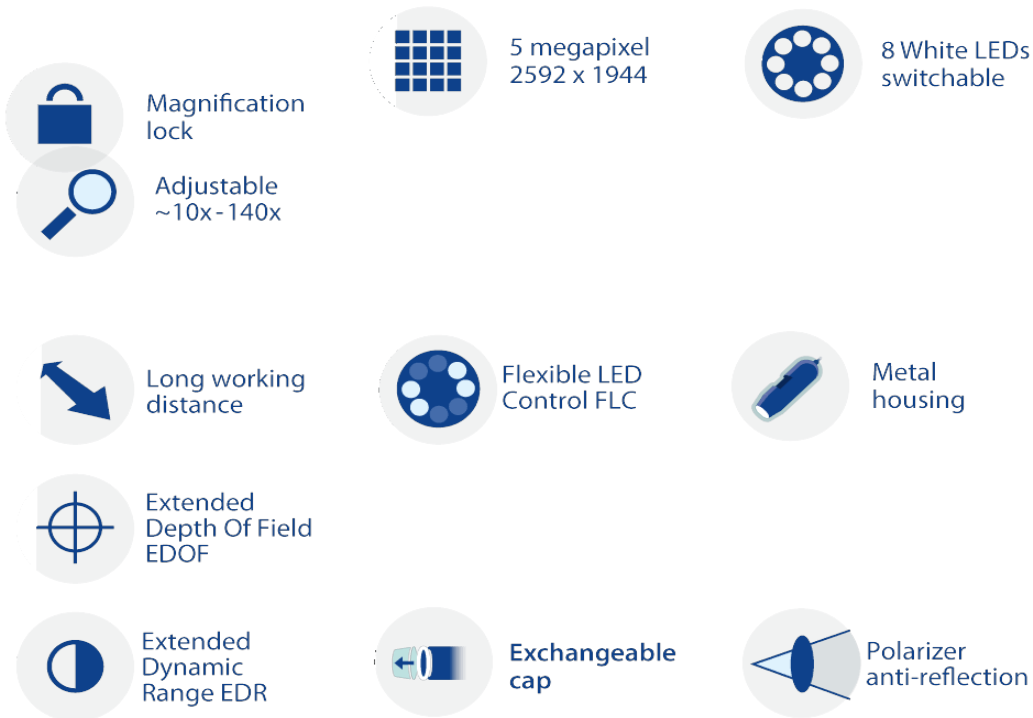 5 megapixel
2592 x 1944
8 White LEDs
switchable
Magnification
lock
Adjustable
~10x-140x
Long working
distance
Flexible LED
Control FLC
Metal
housing
Extended
Depth Of Field
EDOF
Extended
Dynamic
Range EDR
Exchangeable
cap
Polarizer
anti-reflection